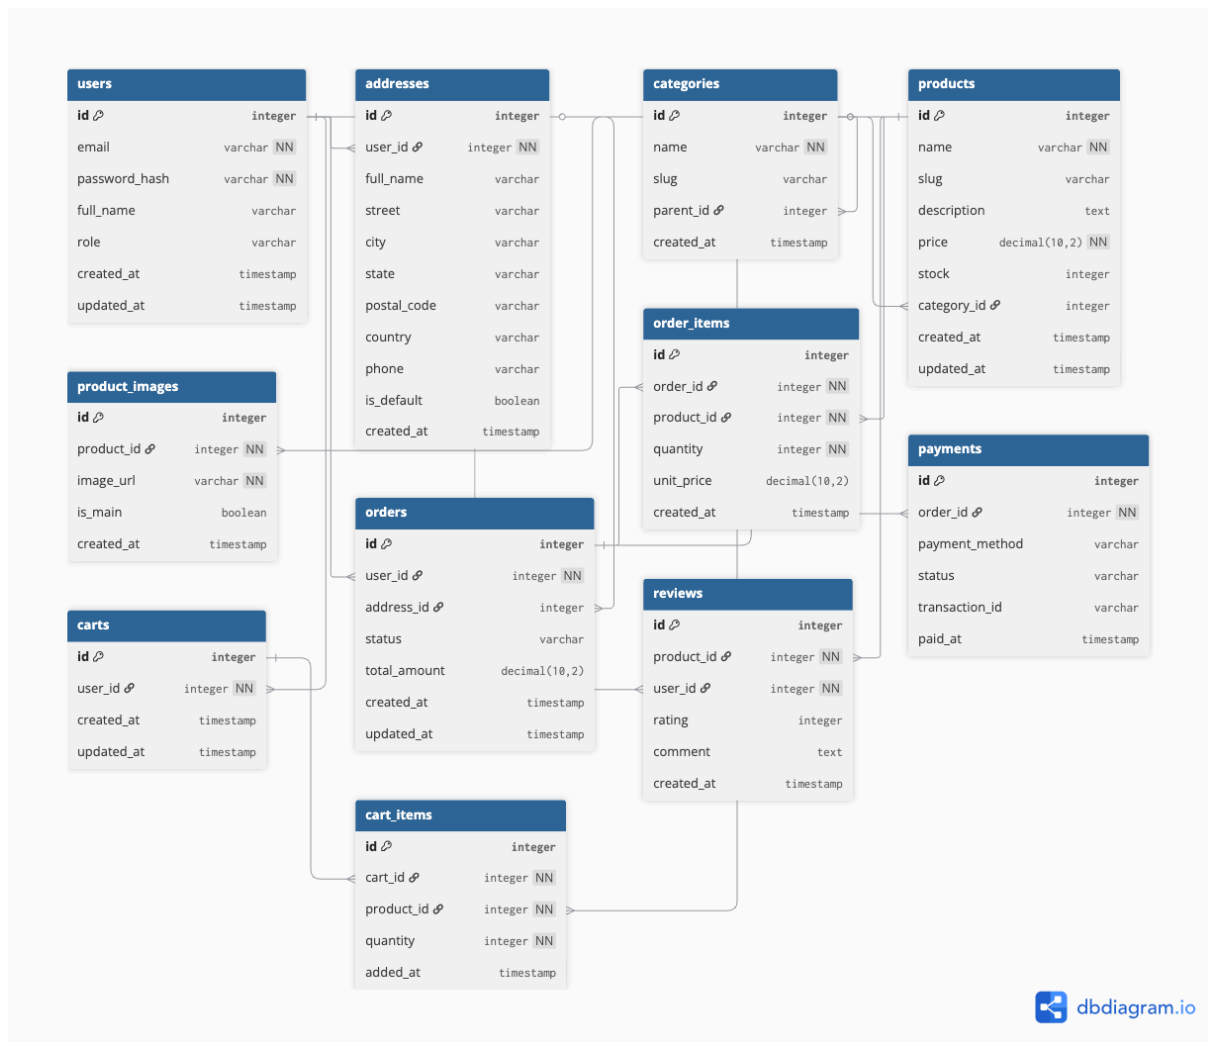 users
id integer
email varchar NN
password_hash varchar NN
full_name varchar
role varchar
created_at timestamp
updated_at timestamp
addresses
id integer
user_id integer NN
full_name varchar
street varchar
city varchar
state varchar
postal_code varchar
country varchar
phone varchar
is_default boolean
created_at timestamp
categories
id integer
name varchar NN
slug varchar
parent_id integer
created_at timestamp
products
id integer
name varchar NN
slug varchar
description text
price decimal(10,2) NN
stock integer
category_id integer
created_at timestamp
updated_at timestamp
order_items
id integer
order_id integer NN
product_id integer NN
quantity integer NN
unit_price decimal(10,2)
created_at timestamp
product_images
id integer
product_id integer NN
image_url varchar NN
is_main boolean
created_at timestamp
payments
id integer
order_id integer NN
payment_method varchar
status varchar
transaction_id varchar
paid_at timestamp
orders
id integer
user_id integer NN
address_id integer
status varchar
total_amount decimal(10,2)
created_at timestamp
updated_at timestamp
reviews
id integer
product_id integer NN
user_id integer NN
rating integer
comment text
created_at timestamp
carts
id integer
user_id integer NN
created_at timestamp
updated_at timestamp
cart_items
id integer
cart_id integer NN
product_id integer NN
quantity integer NN
added_at timestamp
dbdiagram.io